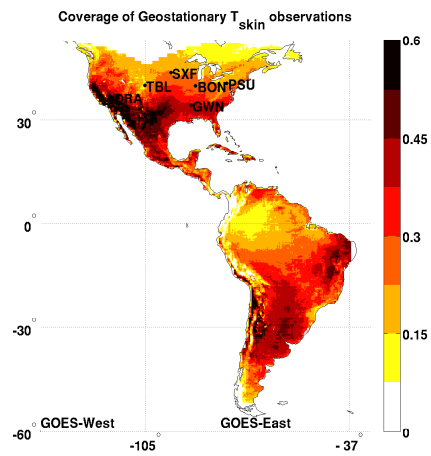 Coverage of Geostationary T_skin observations
0.6
SXF
TBL
BON
PSU
DRA
GWN
0.45
30°
0.3
0°
0.15
-30°
GOES-West
GOES-East
-60°
0
-105
-37